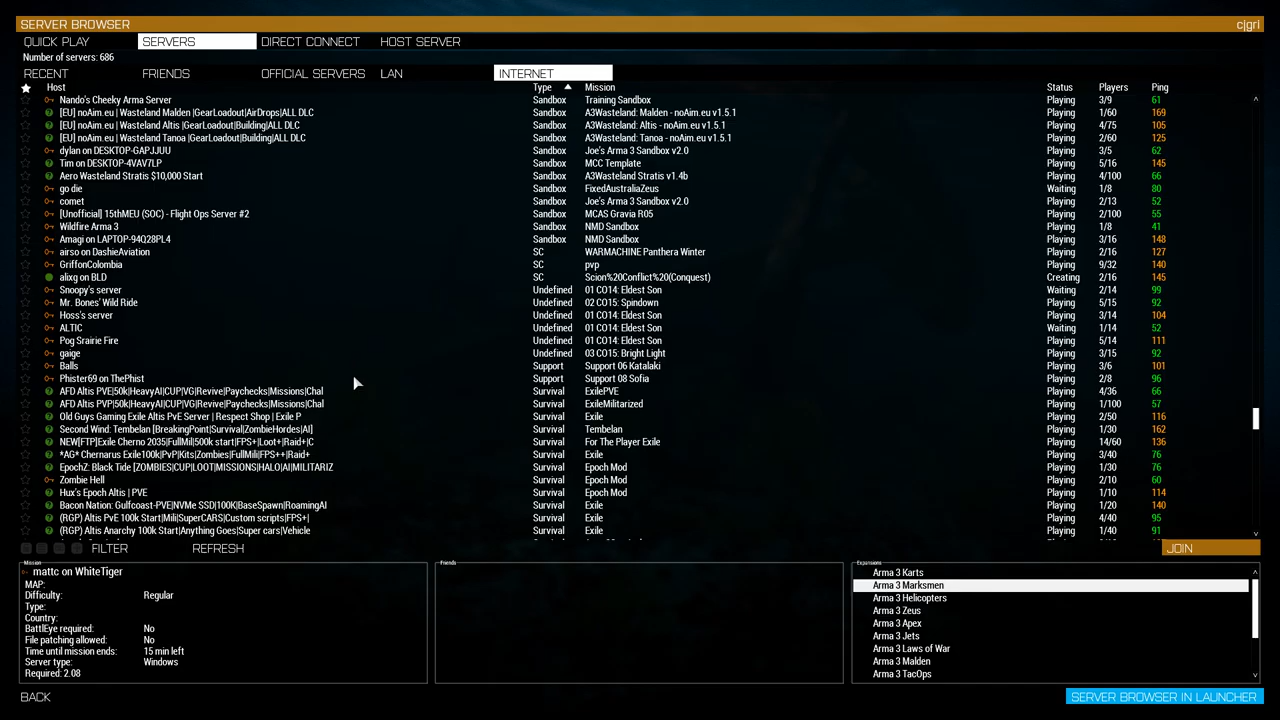 SERVER BROWSER c|gri
QUICK PLAY SERVERS DIRECT CONNECT HOST SERVER
Number of servers: 686
RECENT FRIENDS OFFICIAL SERVERS LAN INTERNET
Host Type Mission Status Players Ping
Nando's Cheeky Arma Server Sandbox Training Sandbox Playing 3/9 61
[EU] noAim.eu | Wasteland Malden |GearLoadout|AirDrops|ALL DLC Sandbox A3Wasteland: Malden - noAim.eu v1.5.1 Playing 1/60 169
[EU] noAim.eu | Wasteland Altis |GearLoadout|Building|ALL DLC Sandbox A3Wasteland: Altis - noAim.eu v1.5.1 Playing 4/75 105
[EU] noAim.eu | Wasteland Tanoa |GearLoadout|Building|ALL DLC Sandbox A3Wasteland: Tanoa - noAim.eu v1.5.1 Playing 2/60 125
dylan on DESKTOP-GAPJJUU Sandbox Joe's Arma 3 Sandbox v2.0 Playing 3/5 62
Tim on DESKTOP-4VAV7LP Sandbox MCC Template Playing 5/16 145
Aero Wasteland Stratis $10,000 Start Sandbox A3Wasteland Stratis v1.4b Playing 4/100 66
go die Sandbox FixedAustraliaZeus Waiting 1/8 80
comet Sandbox Joe's Arma 3 Sandbox v2.0 Playing 2/13 52
[Unofficial] 15thMEU (SOC) - Flight Ops Server #2 Sandbox MCAS Gravia R05 Playing 2/100 55
Wildfire Arma 3 Sandbox NMD Sandbox Playing 1/8 41
Amagi on LAPTOP-94Q28PL4 Sandbox NMD Sandbox Playing 3/16 148
airso on DashieAviation SC WARMACHINE Panthera Winter Playing 2/16 127
GriffonColombia SC pvp Playing 9/32 140
alixg on BLD SC Scion%20Conflict%20(Conquest) Creating 2/16 145
Snoopy's server Undefined 01 CO14: Eldest Son Waiting 2/14 99
Mr. Bones' Wild Ride Undefined 02 CO15: Spindown Playing 5/15 92
Hoss's server Undefined 01 CO14: Eldest Son Playing 3/14 104
ALTIC Undefined 01 CO14: Eldest Son Waiting 1/14 52
Pog Srairie Fire Undefined 01 CO14: Eldest Son Playing 5/14 111
gaige Undefined 03 CO15: Bright Light Playing 3/15 92
Balls Support Support 06 Katalaki Playing 3/6 101
Phister69 on ThePhist Support Support 08 Sofia Playing 2/8 96
AFD Altis PVE|50k|HeavyAI|CUP|VG|Revive|Paychecks|Missions|Chal Survival ExilePVE Playing 4/36 66
AFD Altis PVP|50k|HeavyAI|CUP|VG|Revive|Paychecks|Missions|Chal Survival ExileMilitarized Playing 1/100 57
Old Guys Gaming Exile Altis PvE Server | Respect Shop | Exile P Survival Exile Playing 2/50 116
Second Wind: Tembelan [BreakingPoint|Survival|ZombieHordes|AI] Survival Tembelan Playing 1/30 162
NEW[FTP]Exile Cherno 2035|FullMil|500k start|FPS+|Loot+|Raid+|C Survival For The Player Exile Playing 14/60 136
*AG* Chernarus Exile100k|PvP|Kits|Zombies|FullMili|FPS++|Raid+ Survival Exile Playing 3/40 76
EpochZ: Black Tide [ZOMBIES|CUP|LOOT|MISSIONS|HALO|AI|MILITARIZ Survival Epoch Mod Playing 1/30 76
Zombie Hell Survival Epoch Mod Playing 2/10 60
Hux's Epoch Altis | PVE Survival Epoch Mod Playing 1/10 114
Bacon Nation: Gulfcoast-PVE|NVMe SSD|100K|BaseSpawn|RoamingAI Survival Exile Playing 1/20 140
(RGP) Altis PvE 100k Start|Mili|SuperCARS|Custom scripts|FPS+| Survival Exile Playing 4/40 95
(RGP) Altis Anarchy 100k Start|Anything Goes|Super cars|Vehicle Survival Exile Playing 1/40 91
FILTER REFRESH JOIN
Mission Friends Expansions
mattc on WhiteTiger
MAP:
Difficulty: Regular
Type:
Country:
BattlEye required: No
File patching allowed: No
Time until mission ends: 15 min left
Server type: Windows
Required: 2.08
Arma 3 Karts
Arma 3 Marksmen
Arma 3 Helicopters
Arma 3 Zeus
Arma 3 Apex
Arma 3 Jets
Arma 3 Laws of War
Arma 3 Malden
Arma 3 TacOps
BACK SERVER BROWSER IN LAUNCHER